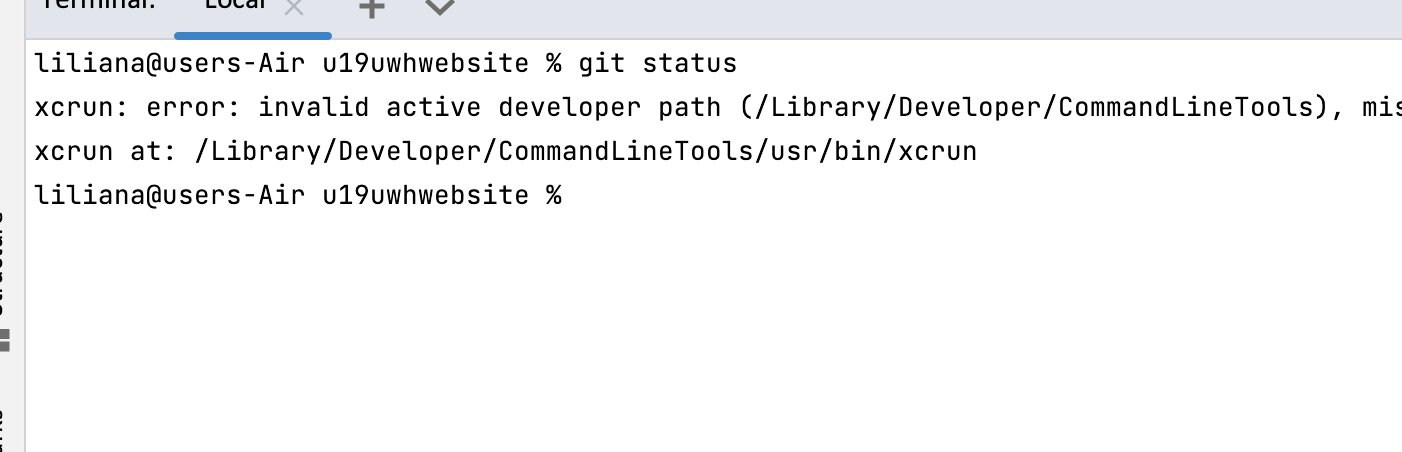 Terminal: Local
liliana@users-Air u19uwhwebsite % git status
xcrun: error: invalid active developer path (/Library/Developer/CommandLineTools), mis
xcrun at: /Library/Developer/CommandLineTools/usr/bin/xcrun
liliana@users-Air u19uwhwebsite %
Structure